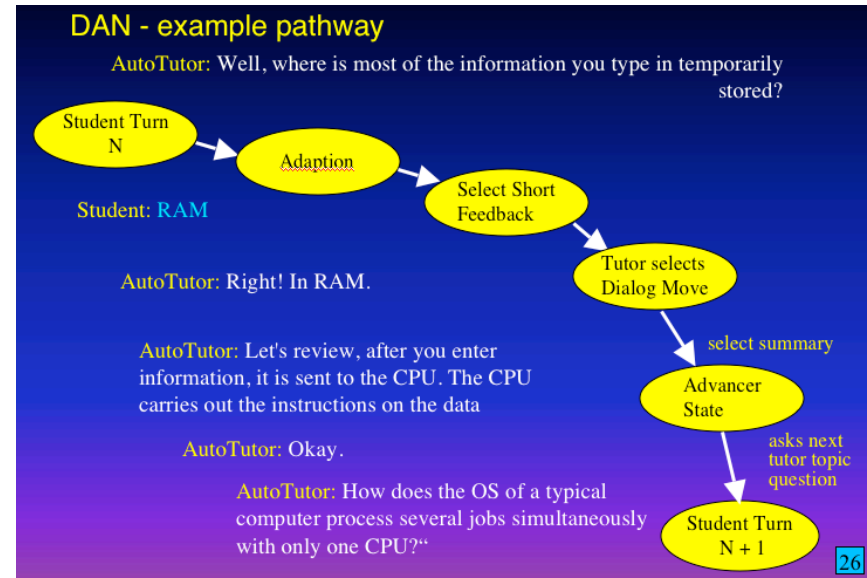 DAN - example pathway
AutoTutor: Well, where is most of the information you type in temporarily
stored?
Student Turn
N
Adaption
Select Short
Feedback
Student: RAM
Tutor selects
Dialog Move
AutoTutor: Right! In RAM.
select summary
AutoTutor: Let's review, after you enter
information, it is sent to the CPU. The CPU
carries out the instructions on the data
Advancer
State
AutoTutor: Okay.
asks next
tutor topic
question
AutoTutor: How does the OS of a typical
computer process several jobs simultaneously
with only one CPU?“
Student Turn
N + 1
26